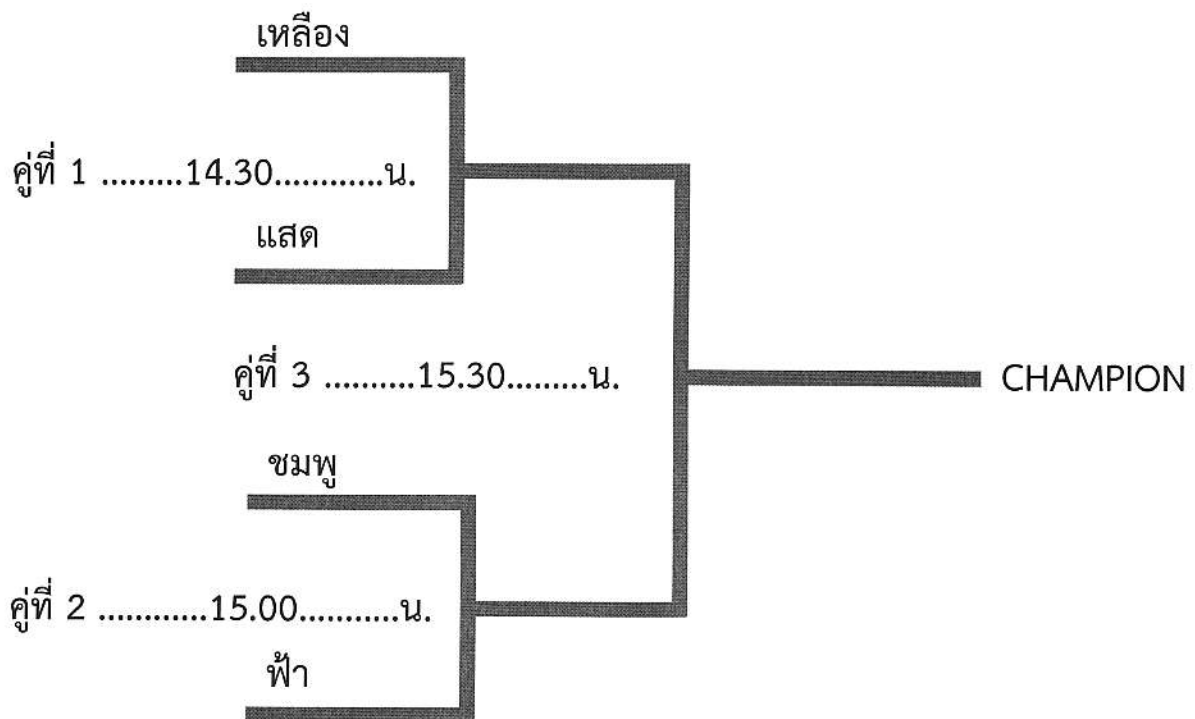 เหลือง
คู่ที่ 1 .........14.30............น.
แสด
คู่ที่ 3 ..........15.30.........น.
CHAMPION
ชมพู
คู่ที่ 2 ............15.00...........น.
ฟ้า